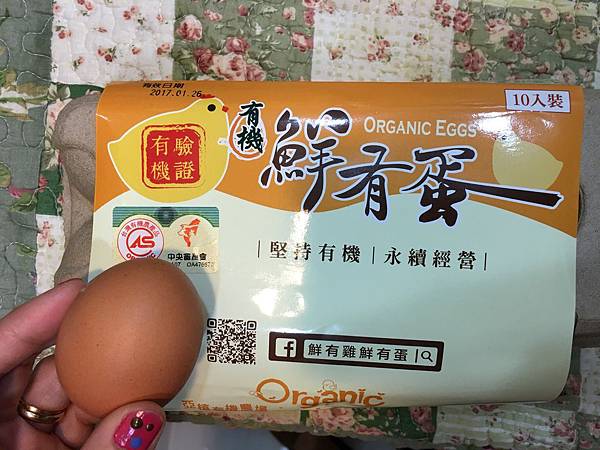 有效日期
2017.01.26
10入裝
有機
ORGANIC EGGS
鮮有蛋
有機
驗證
中央畜產會
堅持有機 永續經營
鮮有雞鮮有蛋
Organic